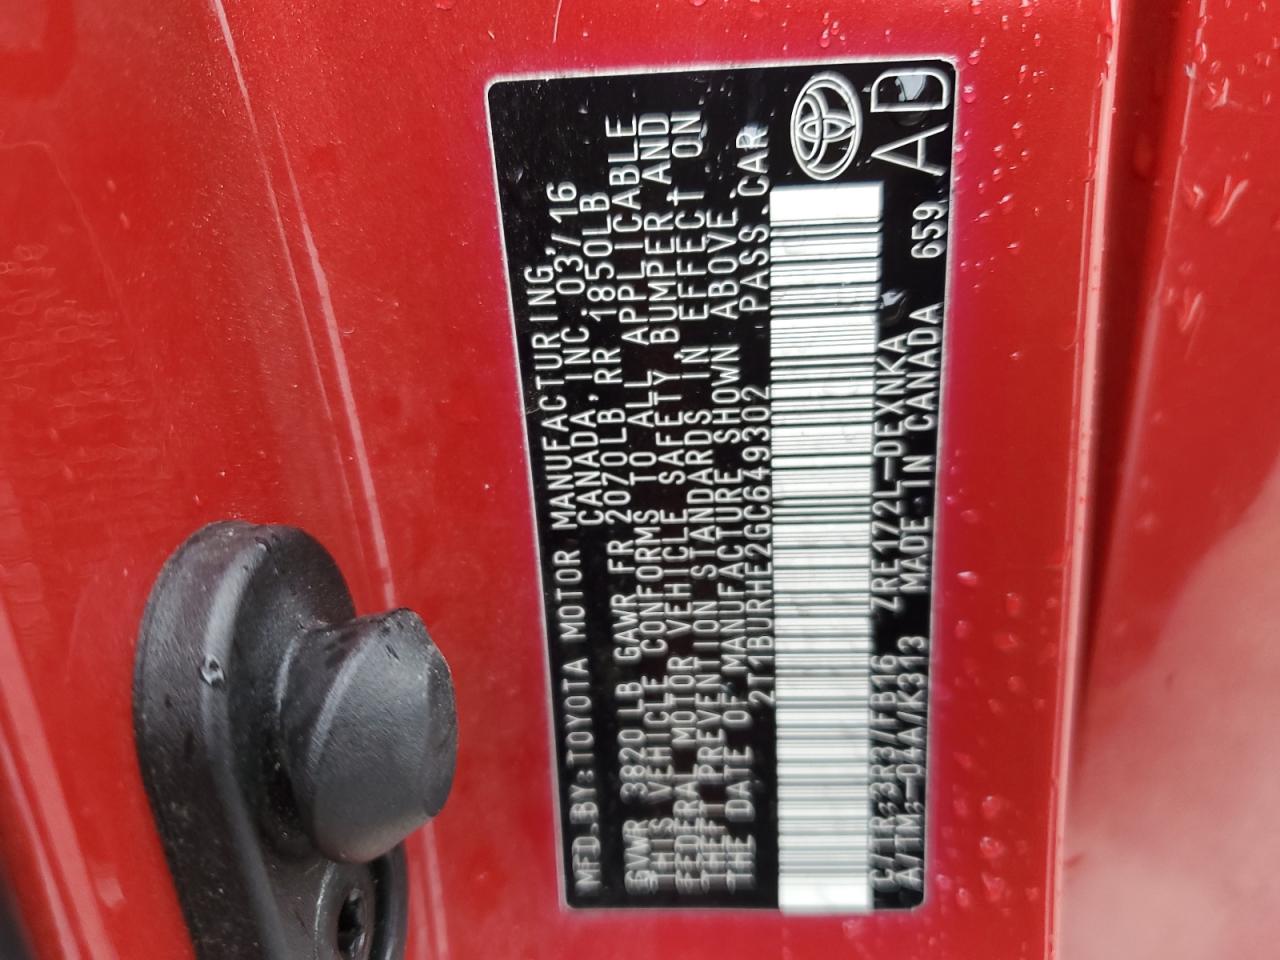 MFD.BY:TOYOTA MOTOR MANUFACTURING
CANADA,INC. 03/16
GVWR 3820LB GAWR FR 2070LB RR 1850LB
THIS VEHICLE CONFORMS TO ALL APPLICABLE
FEDERAL MOTOR VEHICLE SAFETY, BUMPER AND
THEFT PREVENTION STANDARDS IN EFFECT ON
THE DATE OF MANUFACTURE SHOWN ABOVE.
2T1BURHE2GC649302 PASS.CAR
C/TR:3R3/FB16 ZRE172L-DEXNKA 659
A/TM:-04A/K313 MADE IN CANADA
AD